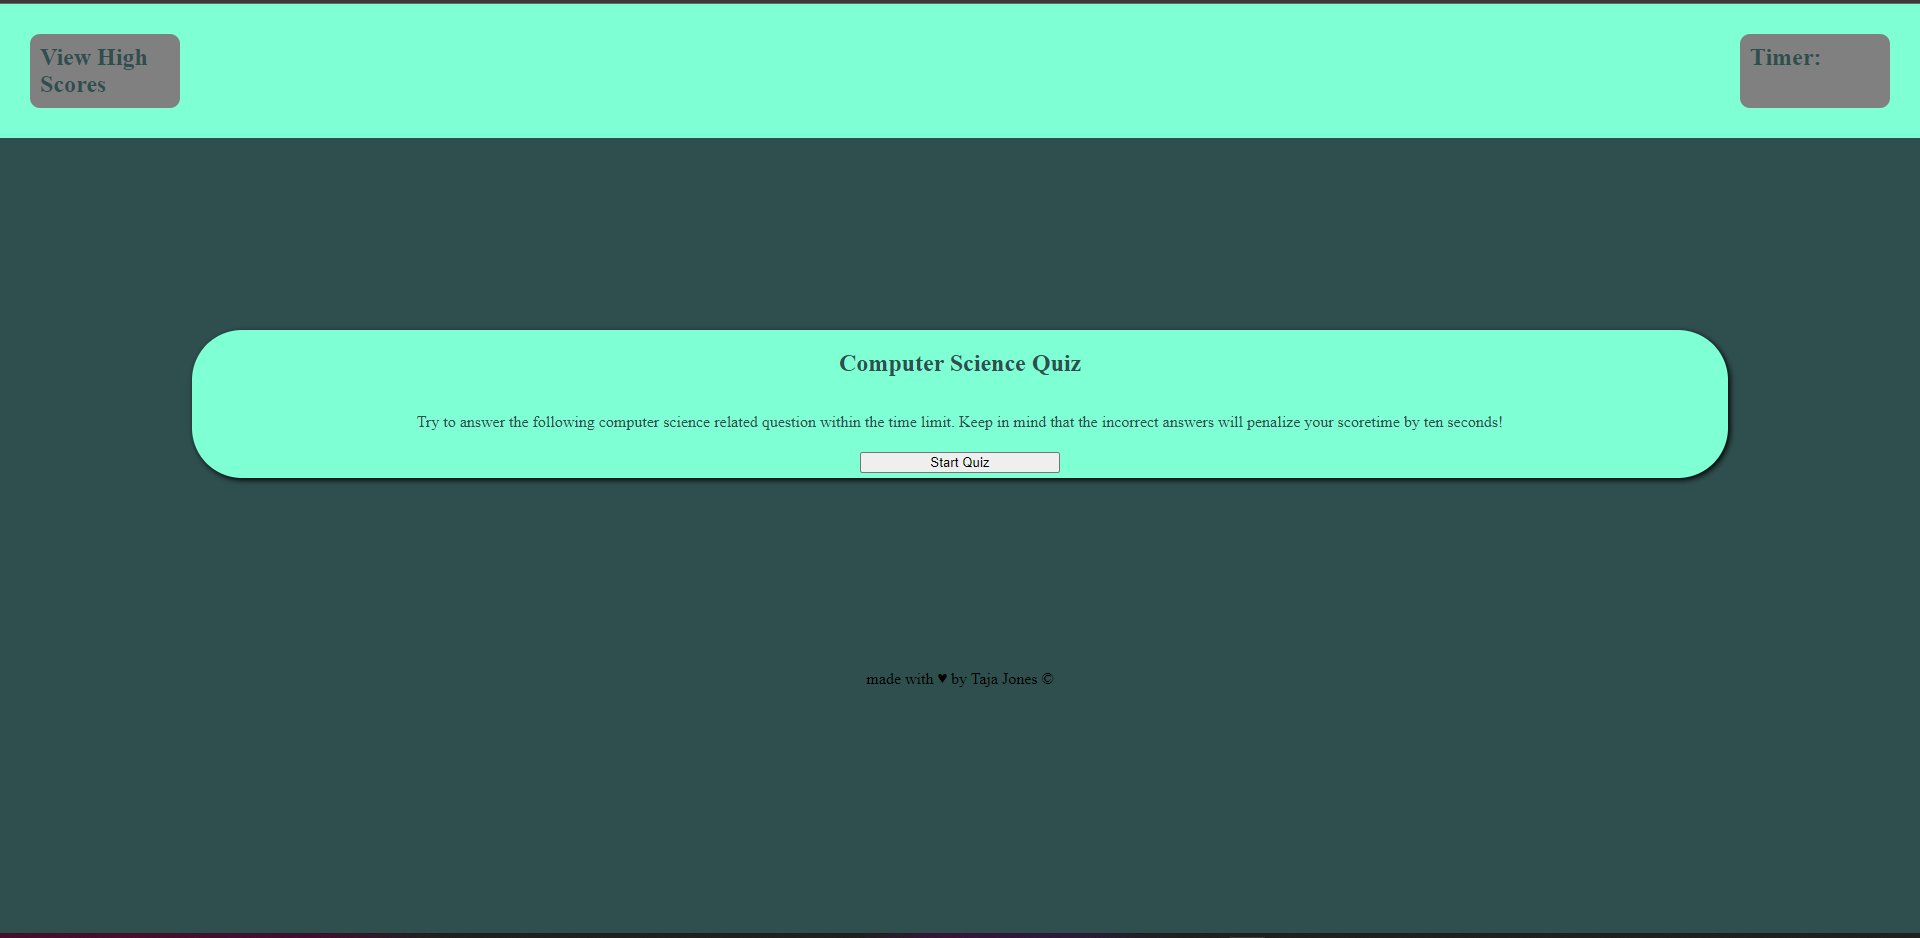 View High
Scores
Timer:
Computer Science Quiz
Try to answer the following computer science related question within the time limit. Keep in mind that the incorrect answers will penalize your scoretime by ten seconds!
Start Quiz
made with ♥ by Taja Jones ©